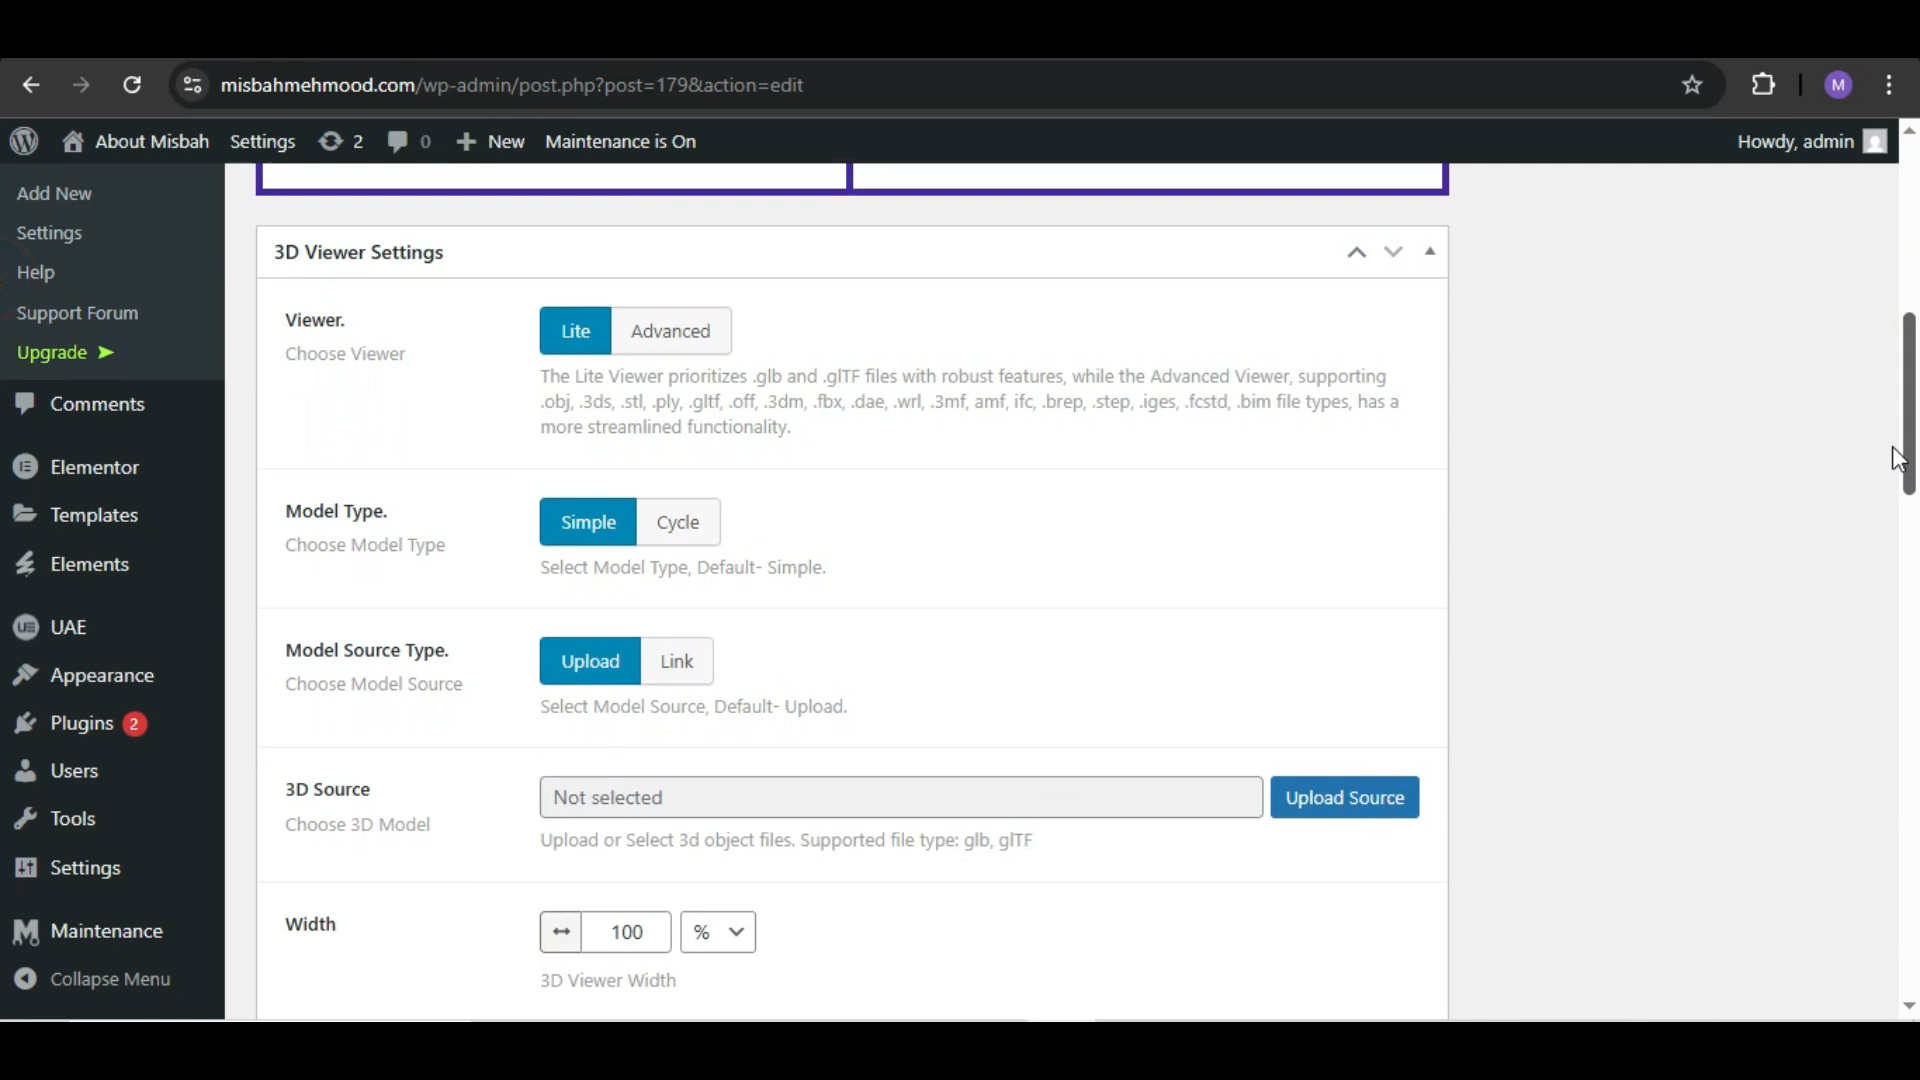 misbahmehmood.com/wp-admin/post.php?post=179&action=edit
M
About Misbah Settings 2 0 New Maintenance is On Howdy, admin
Add New
Settings
Help
Support Forum
Upgrade ➤
Comments
Elementor
Templates
Elements
UAE
Appearance
Plugins 2
Users
Tools
Settings
Maintenance
Collapse Menu
3D Viewer Settings
Viewer.
Choose Viewer
Lite Advanced
The Lite Viewer prioritizes .glb and .glTF files with robust features, while the Advanced Viewer, supporting
.obj, .3ds, .stl, .ply, .gltf, .off, .3dm, .fbx, .dae, .wrl, .3mf, amf, ifc, .brep, .step, .iges, .fcstd, .bim file types, has a
more streamlined functionality.
Model Type.
Choose Model Type
Simple Cycle
Select Model Type, Default- Simple.
Model Source Type.
Choose Model Source
Upload Link
Select Model Source, Default- Upload.
3D Source
Choose 3D Model
Not selected Upload Source
Upload or Select 3d object files. Supported file type: glb, glTF
Width
100 %
3D Viewer Width